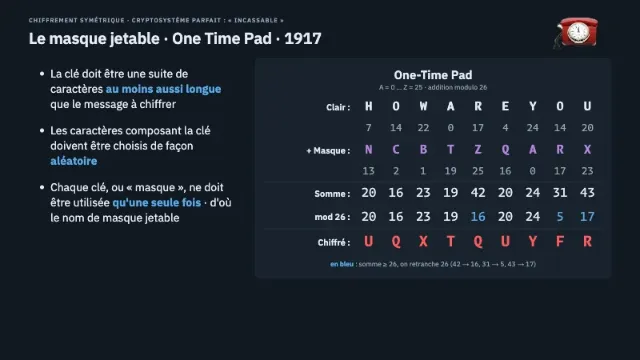 CHIFFREMENT SYMÉTRIQUE · CRYPTOSYSTÈME PARFAIT : « INCASSABLE »
Le masque jetable · One Time Pad · 1917
• La clé doit être une suite de
caractères au moins aussi longue
que le message à chiffrer
• Les caractères composant la clé
doivent être choisis de façon
aléatoire
• Chaque clé, ou « masque », ne doit
être utilisée qu'une seule fois · d'où
le nom de masque jetable
One-Time Pad
A = 0 … Z = 25 · addition modulo 26
Clair : H O W A R E Y O U
7 14 22 0 17 4 24 14 20
+ Masque : N C B T Z Q A R X
13 2 1 19 25 16 0 17 23
Somme : 20 16 23 19 42 20 24 31 43
mod 26 : 20 16 23 19 16 20 24 5 17
Chiffré : U Q X T Q U Y F R
en bleu : somme ≥ 26, on retranche 26 (42 → 16, 31 → 5, 43 → 17)